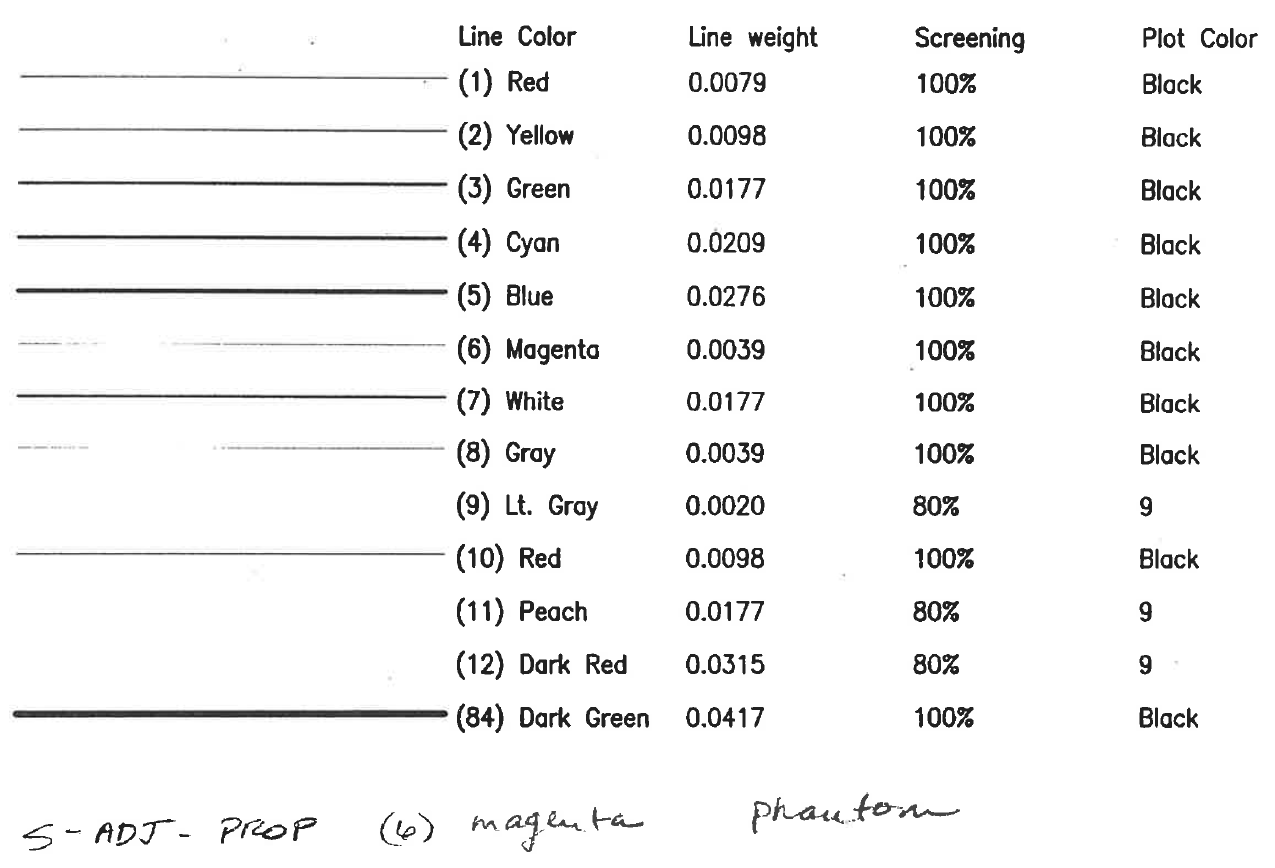 Line Color Line weight Screening Plot Color
(1) Red 0.0079 100% Black
(2) Yellow 0.0098 100% Black
(3) Green 0.0177 100% Black
(4) Cyan 0.0209 100% Black
(5) Blue 0.0276 100% Black
(6) Magenta 0.0039 100% Black
(7) White 0.0177 100% Black
(8) Gray 0.0039 100% Black
(9) Lt. Gray 0.0020 80% 9
(10) Red 0.0098 100% Black
(11) Peach 0.0177 80% 9
(12) Dark Red 0.0315 80% 9
(84) Dark Green 0.0417 100% Black
S-ADJ-PROP (6) magenta phantom